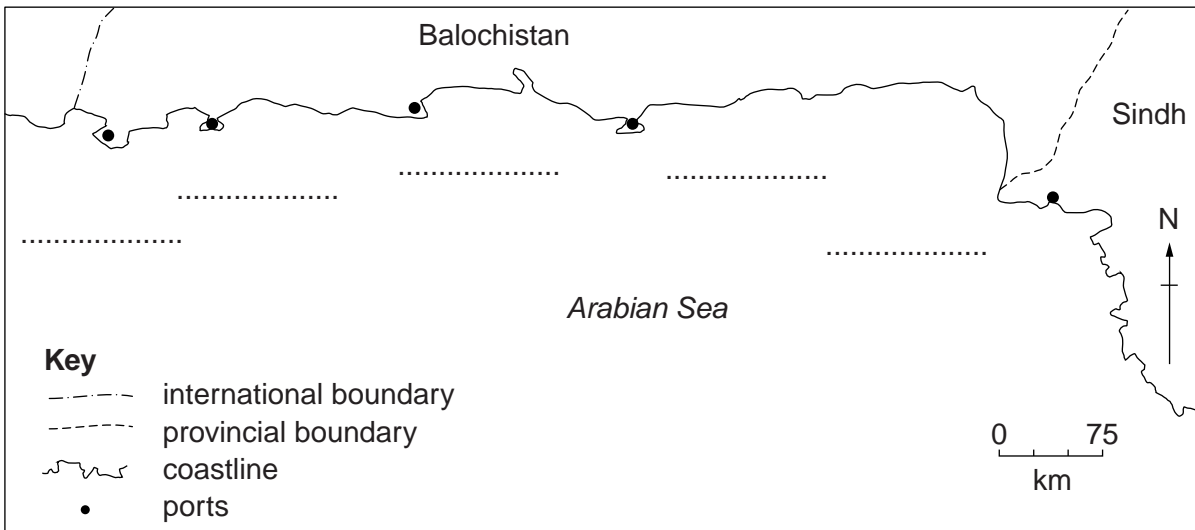 Balochistan
Sindh
....................
....................
....................
....................
....................
N
Arabian Sea
Key
international boundary
provincial boundary
coastline
ports
0 75
km